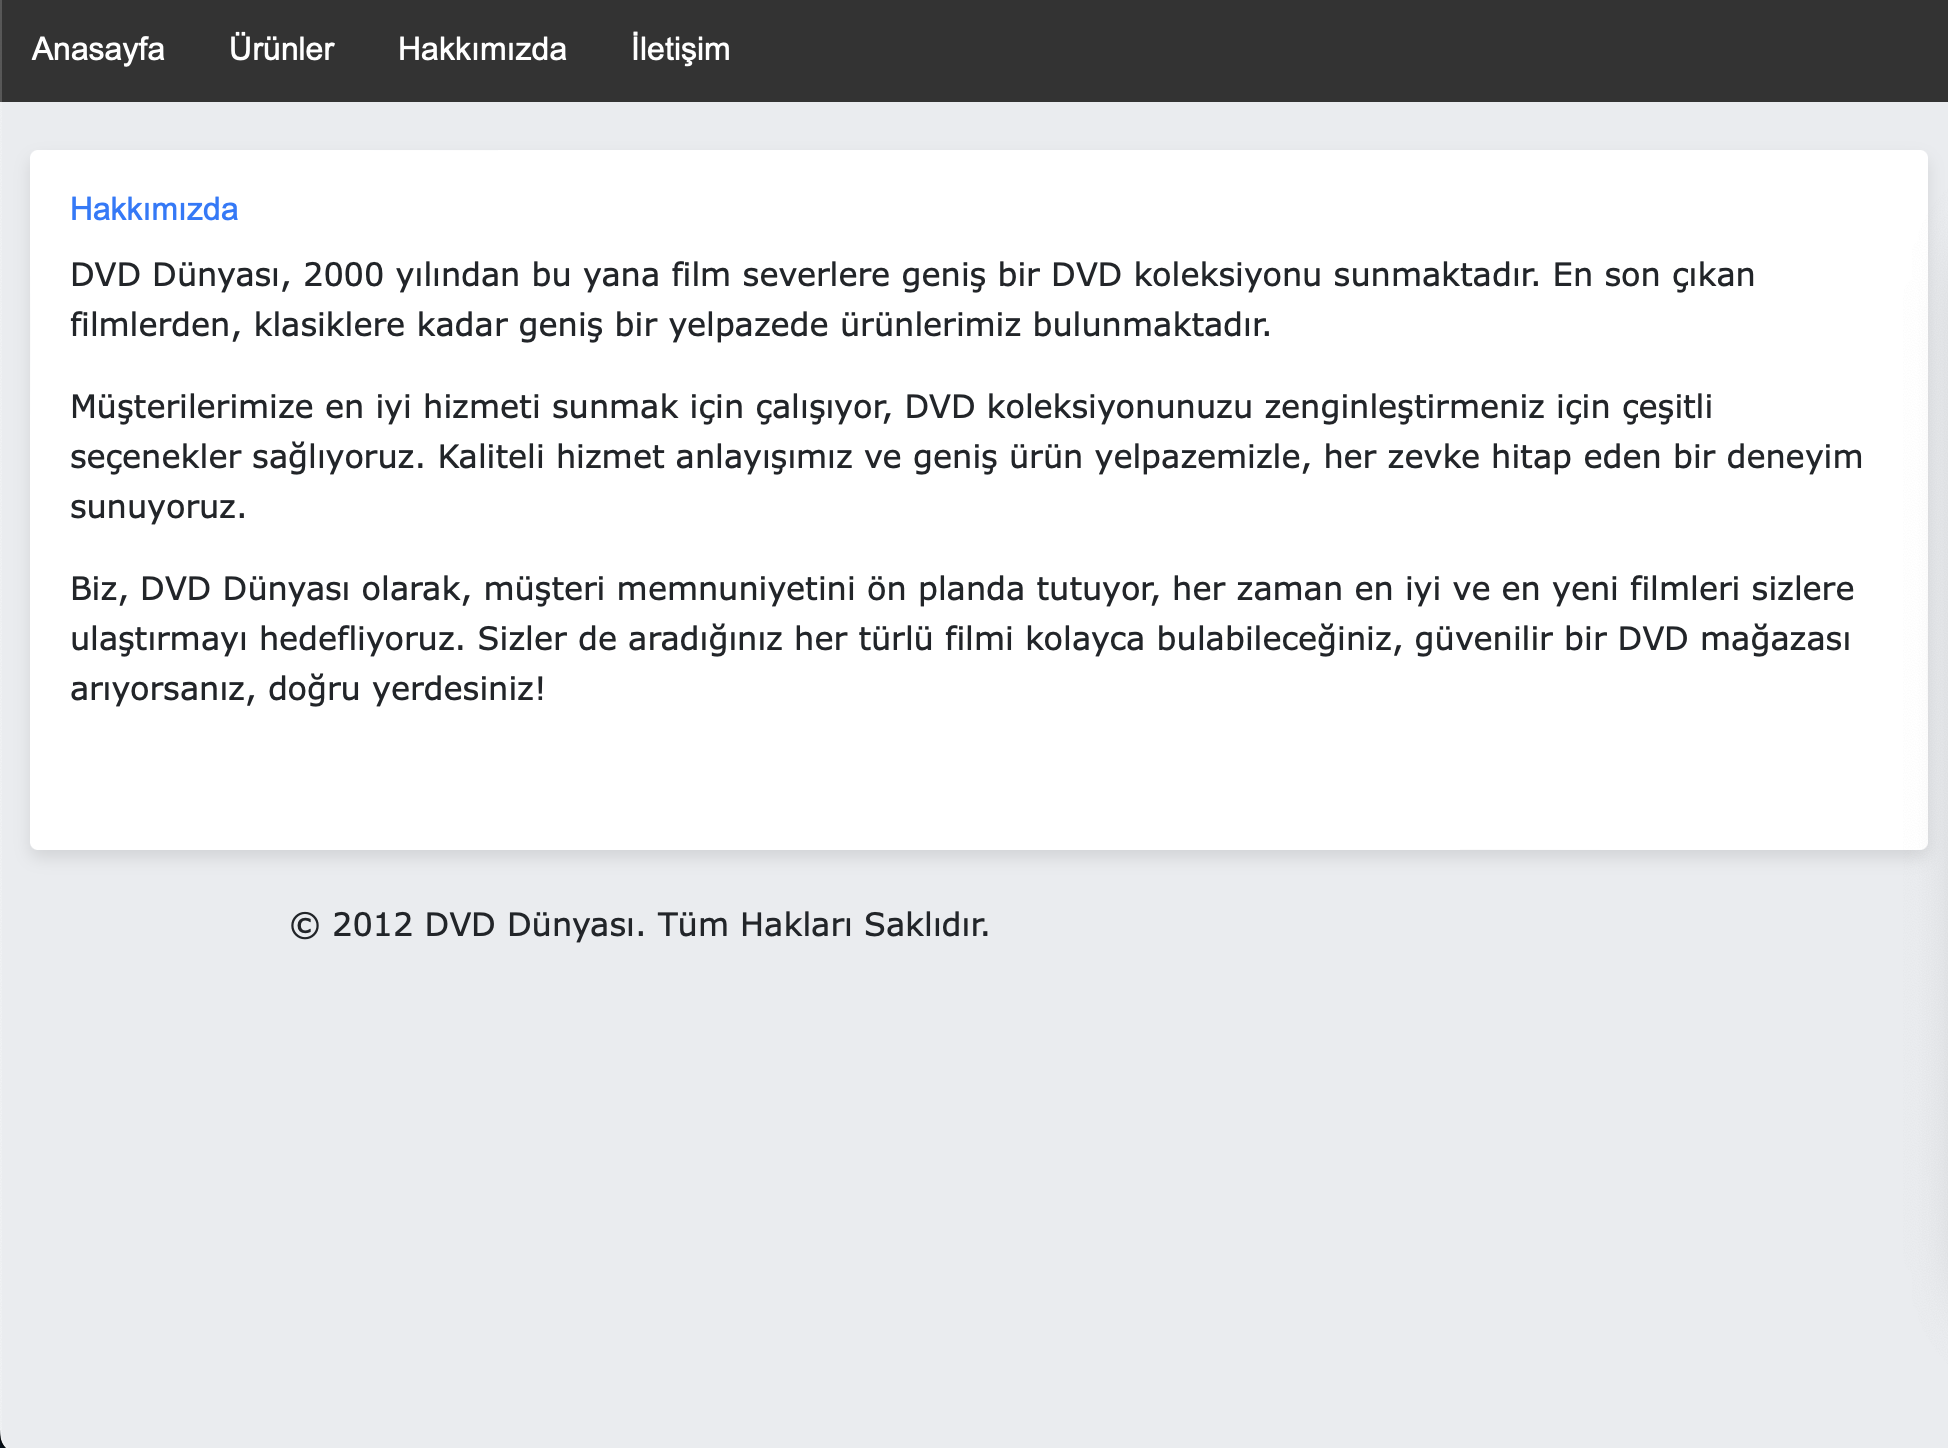 Anasayfa Ürünler Hakkımızda İletişim
Hakkımızda
DVD Dünyası, 2000 yılından bu yana film severlere geniş bir DVD koleksiyonu sunmaktadır. En son çıkan
filmlerden, klasiklere kadar geniş bir yelpazede ürünlerimiz bulunmaktadır.
Müşterilerimize en iyi hizmeti sunmak için çalışıyor, DVD koleksiyonunuzu zenginleştirmeniz için çeşitli
seçenekler sağlıyoruz. Kaliteli hizmet anlayışımız ve geniş ürün yelpazemizle, her zevke hitap eden bir deneyim
sunuyoruz.
Biz, DVD Dünyası olarak, müşteri memnuniyetini ön planda tutuyor, her zaman en iyi ve en yeni filmleri sizlere
ulaştırmayı hedefliyoruz. Sizler de aradığınız her türlü filmi kolayca bulabileceğiniz, güvenilir bir DVD mağazası
arıyorsanız, doğru yerdesiniz!
© 2012 DVD Dünyası. Tüm Hakları Saklıdır.